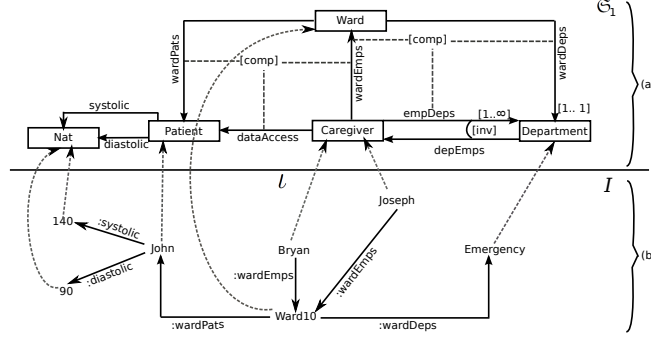 𝔖1
Ward
wardPats
[comp]
wardEmps
[comp]
wardDeps
(a
systolic
empDeps
[1..8]
[1.. 1]
Nat
Patient
Caregiver
[inv]
Department
diastolic
dataAccess
depEmps
ι
I
Joseph
140
:systolic
John
Bryan
Emergency
(b
:diastolic
:wardEmps
:wardEmps
90
Ward10
:wardPats
:wardDeps